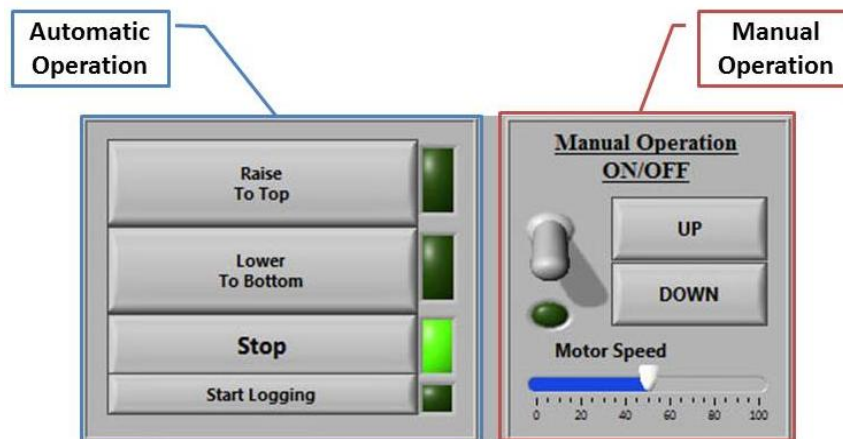 Automatic
Operation
Manual
Operation
Raise
To Top
Lower
To Bottom
Stop
Start Logging
Manual Operation
ON/OFF
UP
DOWN
Motor Speed
0 20 40 60 80 100